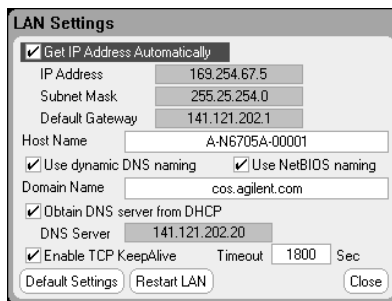 LAN Settings
Get IP Address Automatically
IP Address 169.254.67.5
Subnet Mask 255.25.254.0
Default Gateway 141.121.202.1
Host Name A-N6705A-00001
Use dynamic DNS naming Use NetBIOS naming
Domain Name cos.agilent.com
Obtain DNS server from DHCP
DNS Server 141.121.202.20
Enable TCP KeepAlive Timeout 1800 Sec
Default Settings Restart LAN Close